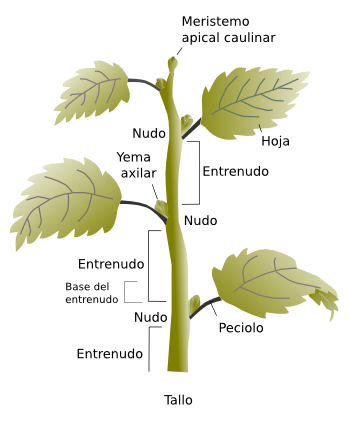 Meristemo
apical caulinar
Nudo
Hoja
Yema
axilar
Entrenudo
Nudo
Entrenudo
Base del
entrenudo
Nudo
Peciolo
Entrenudo
Tallo